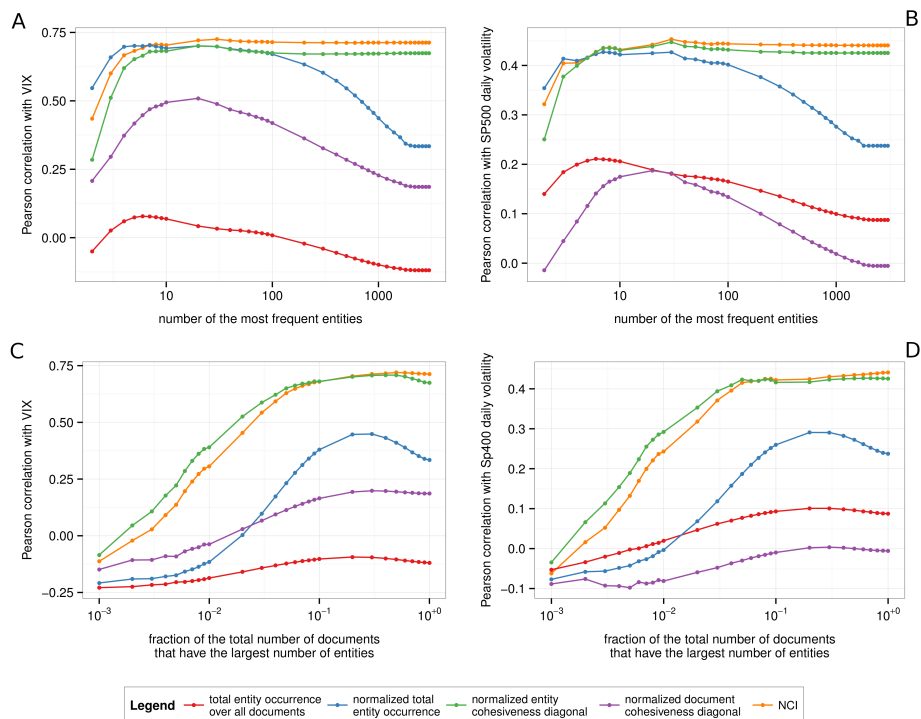 A
B
Pearson correlation with VIX
0.75
0.50
0.25
0.00
10
100
1000
number of the most frequent entities
Pearson correlation with SP500 daily volatility
0.4
0.3
0.2
0.1
0.0
10
100
1000
number of the most frequent entities
C
D
Pearson correlation with VIX
0.75
0.50
0.25
0.00
−0.25
10⁻³
10⁻²
10⁻¹
10⁺⁰
fraction of the total number of documents
that have the largest number of entities
Pearson correlation with Sp400 daily volatility
0.4
0.3
0.2
0.1
0.0
−0.1
10⁻³
10⁻²
10⁻¹
10⁺⁰
fraction of the total number of documents
that have the largest number of entities
Legend
total entity occurrence
over all documents
normalized total
entity occurrence
normalized entity
cohesiveness diagonal
normalized document
cohesiveness diagonal
NCI